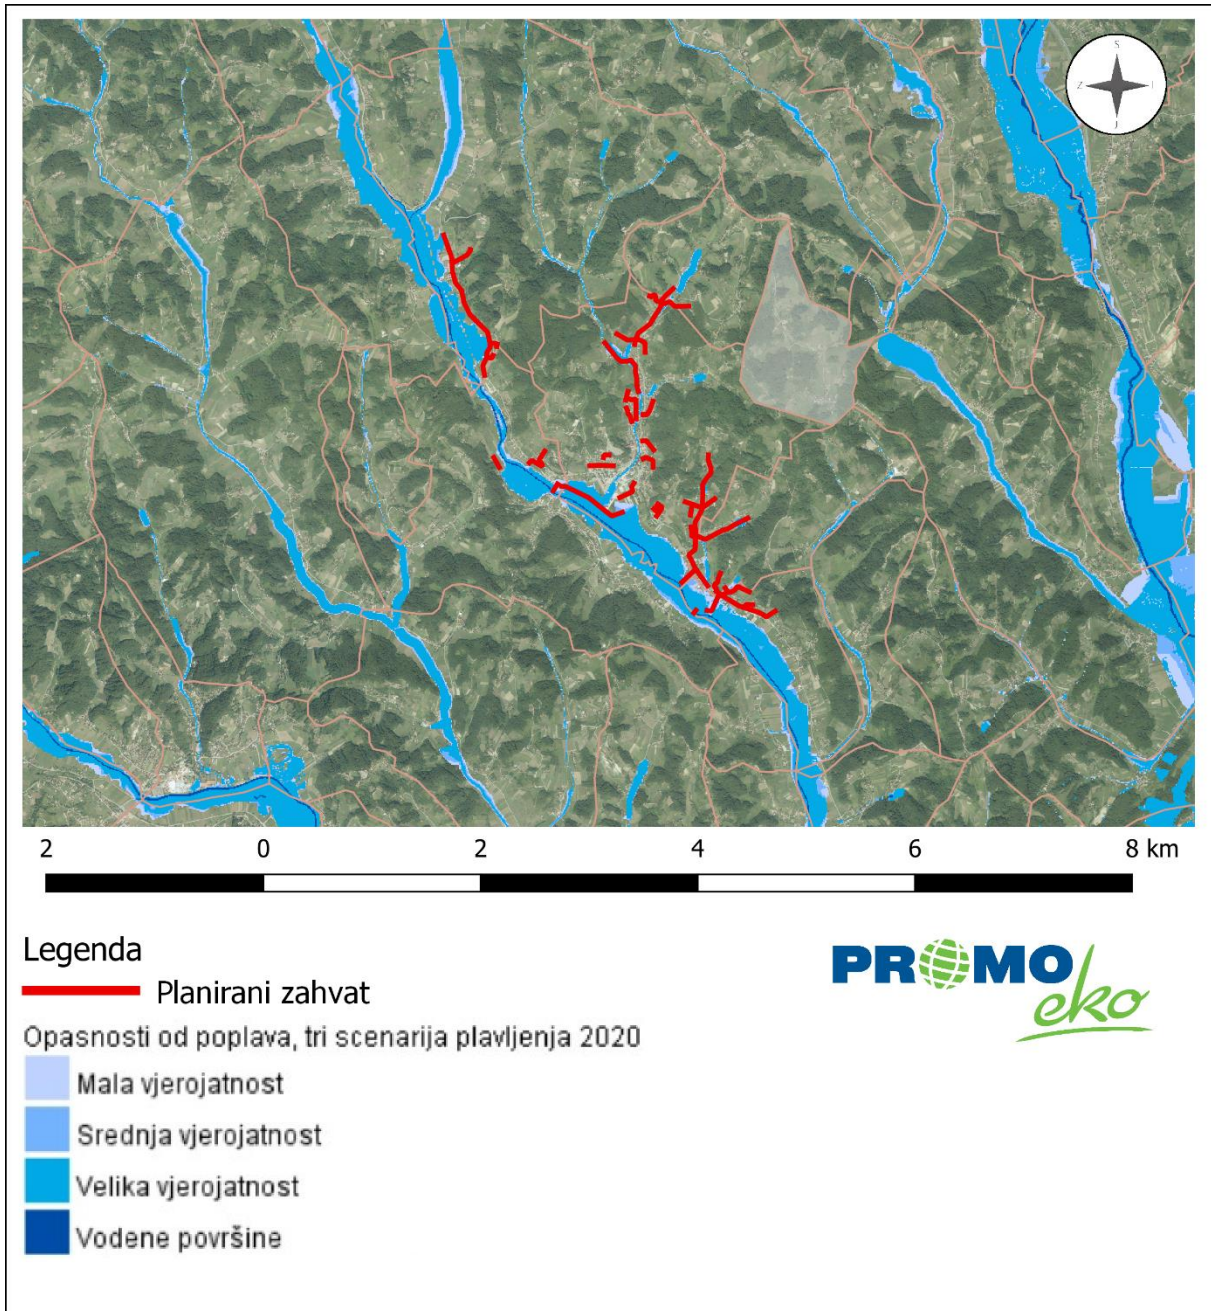 S
Z I
J
2 0 2 4 6 8 km
Legenda
Planirani zahvat
PROMO
eko
Opasnosti od poplava, tri scenarija plavljenja 2020
Mala vjerojatnost
Srednja vjerojatnost
Velika vjerojatnost
Vodene površine